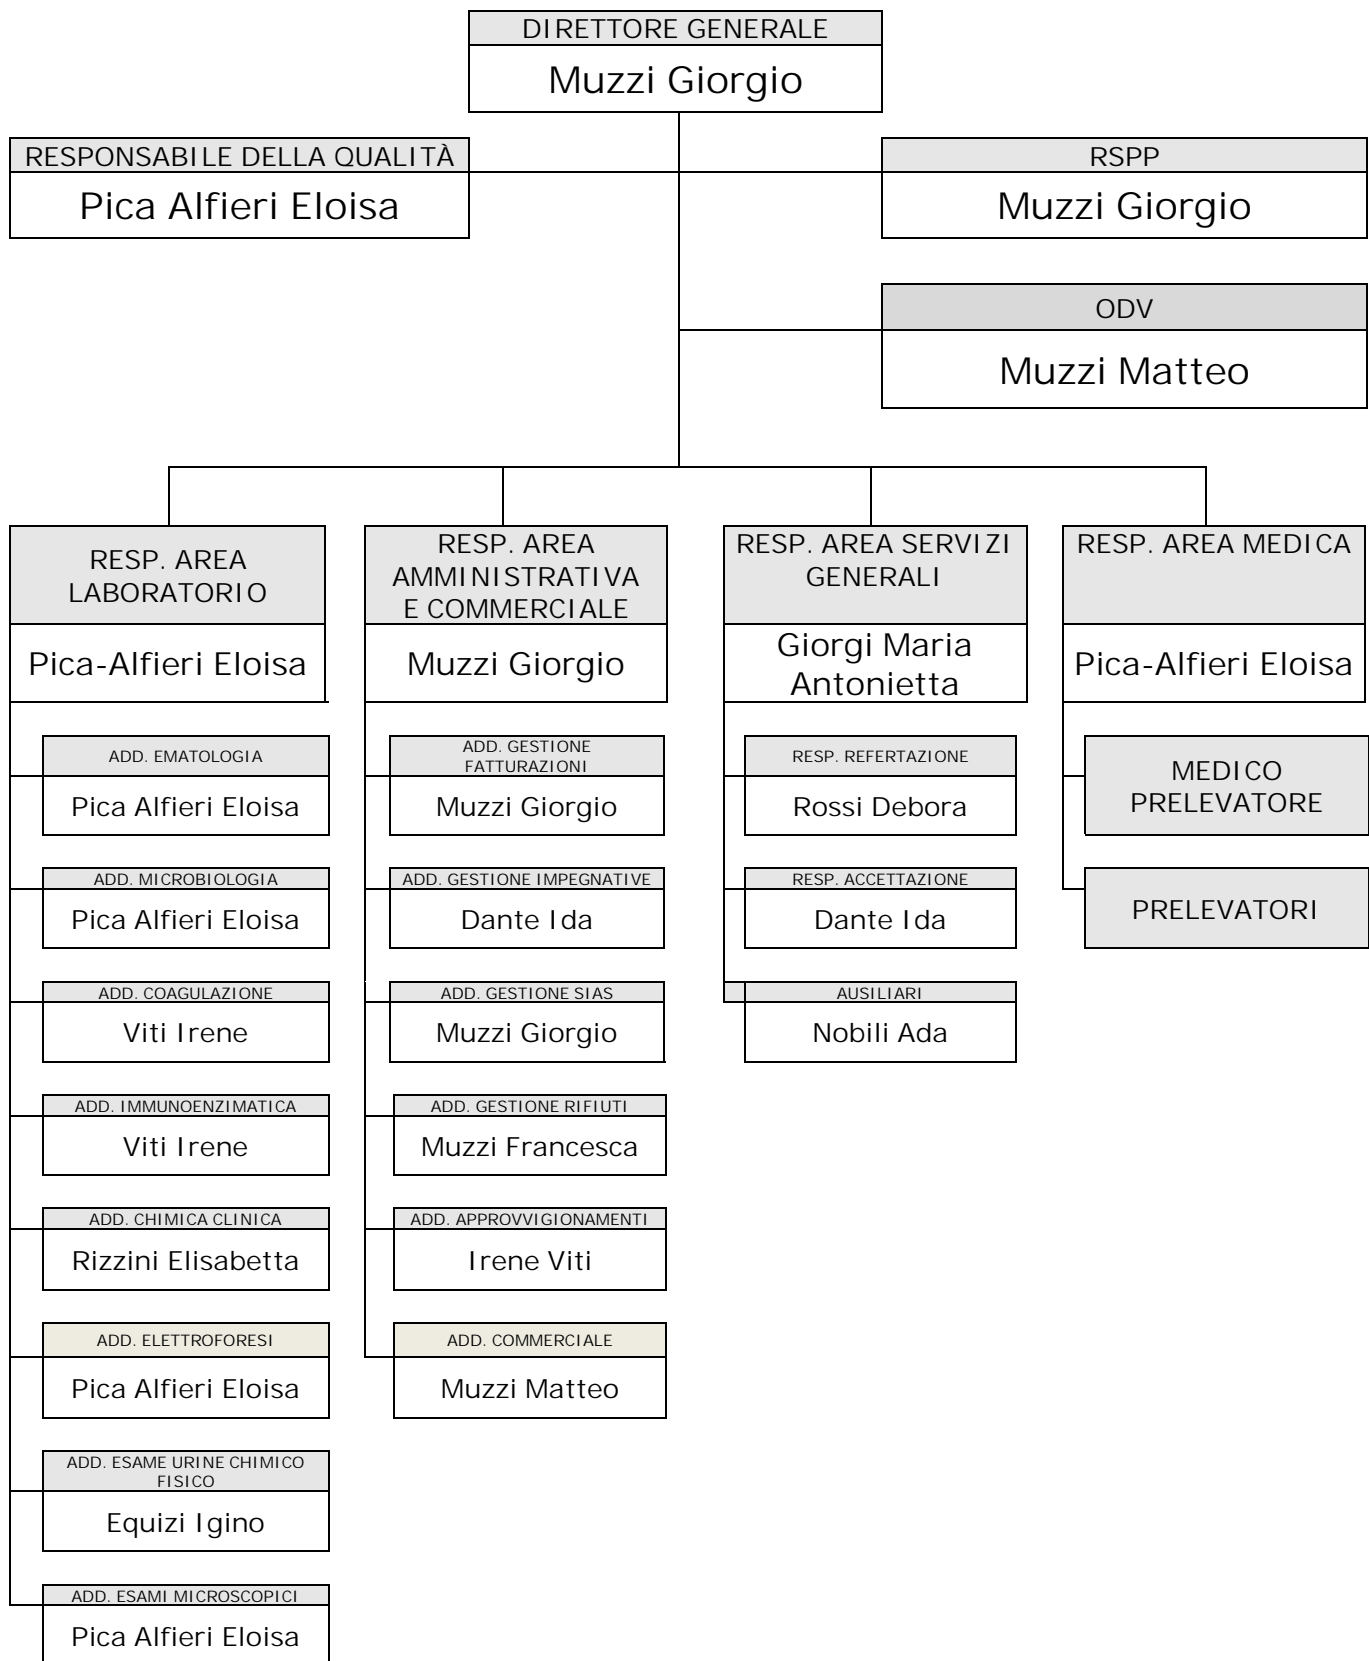 DIRETTORE GENERALE
Muzzi Giorgio
RESPONSABILE DELLA QUALITÀ
Pica Alfieri Eloisa
RSPP
Muzzi Giorgio
ODV
Muzzi Matteo
RESP. AREA
LABORATORIO
Pica-Alfieri Eloisa
ADD. EMATOLOGIA
Pica Alfieri Eloisa
ADD. MICROBIOLOGIA
Pica Alfieri Eloisa
ADD. COAGULAZIONE
Viti Irene
ADD. IMMUNOENZIMATICA
Viti Irene
ADD. CHIMICA CLINICA
Rizzini Elisabetta
ADD. ELETTROFORESI
Pica Alfieri Eloisa
ADD. ESAME URINE CHIMICO
FISICO
Equizi Igino
ADD. ESAMI MICROSCOPICI
Pica Alfieri Eloisa
RESP. AREA
AMMINISTRATIVA
E COMMERCIALE
Muzzi Giorgio
ADD. GESTIONE
FATTURAZIONI
Muzzi Giorgio
ADD. GESTIONE IMPEGNATIVE
Dante Ida
ADD. GESTIONE SIAS
Muzzi Giorgio
ADD. GESTIONE RIFIUTI
Muzzi Francesca
ADD. APPROVVIGIONAMENTI
Irene Viti
ADD. COMMERCIALE
Muzzi Matteo
RESP. AREA SERVIZI
GENERALI
Giorgi Maria
Antonietta
RESP. REFERTAZIONE
Rossi Debora
RESP. ACCETTAZIONE
Dante Ida
AUSILIARI
Nobili Ada
RESP. AREA MEDICA
Pica-Alfieri Eloisa
MEDICO
PRELEVATORE
PRELEVATORI